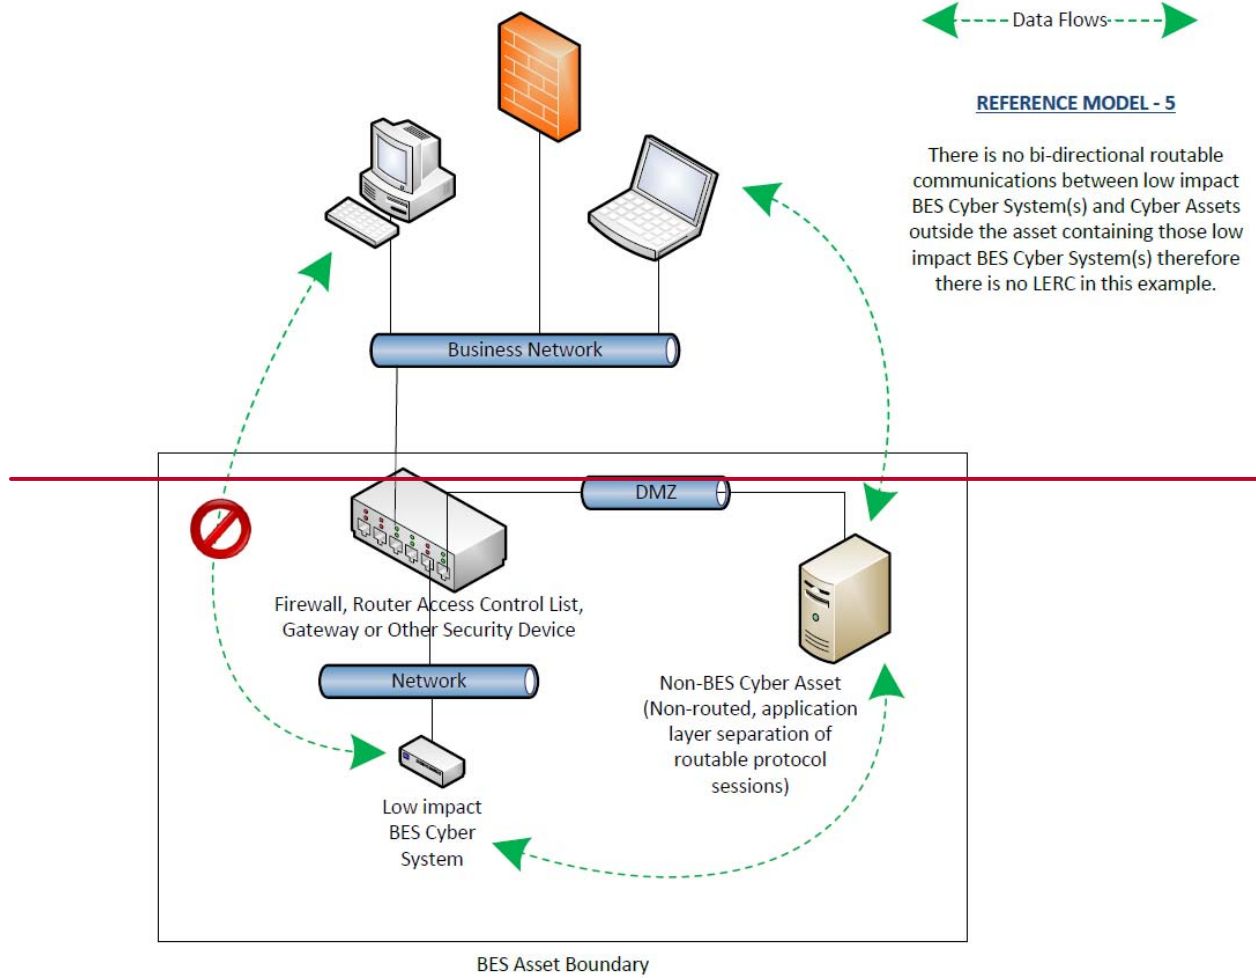 Data Flows
REFERENCE MODEL - 5
There is no bi-directional routable
communications between low impact
BES Cyber System(s) and Cyber Assets
outside the asset containing those low
impact BES Cyber System(s) therefore
there is no LERC in this example.
Business Network
DMZ
Firewall, Router Access Control List,
Gateway or Other Security Device
Network
Non-BES Cyber Asset
(Non-routed, application
layer separation of
routable protocol
sessions)
Low impact
BES Cyber
System
BES Asset Boundary